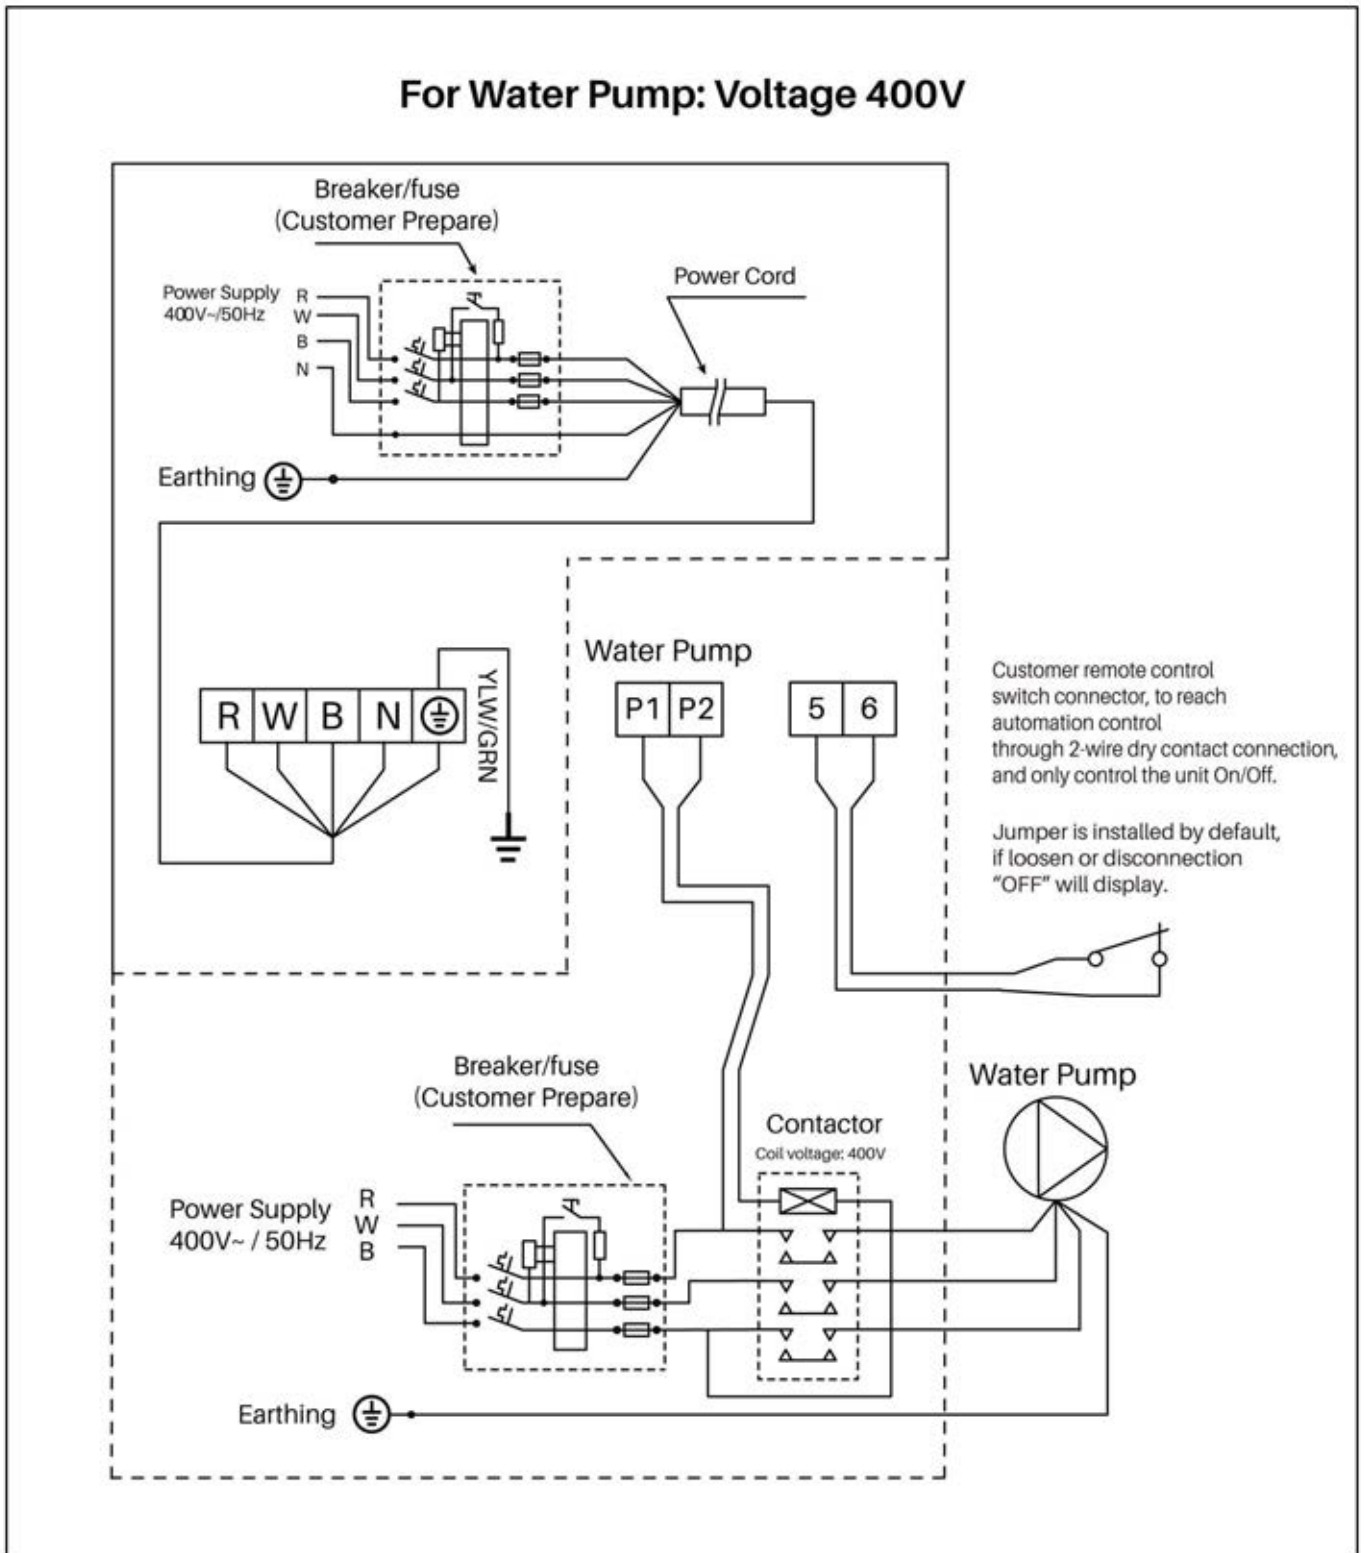 For Water Pump: Voltage 400V
Breaker/fuse
(Customer Prepare)
Power Cord
Power Supply
400V~/50Hz
R
W
B
N
Earthing
R W B N
YLW/GRN
Water Pump
P1 P2
5 6
Customer remote control
switch connector, to reach
automation control
through 2-wire dry contact connection,
and only control the unit On/Off.
Jumper is installed by default,
if loosen or disconnection
“OFF” will display.
Breaker/fuse
(Customer Prepare)
Contactor
Coil voltage: 400V
Water Pump
Power Supply
400V~ / 50Hz
R
W
B
Earthing